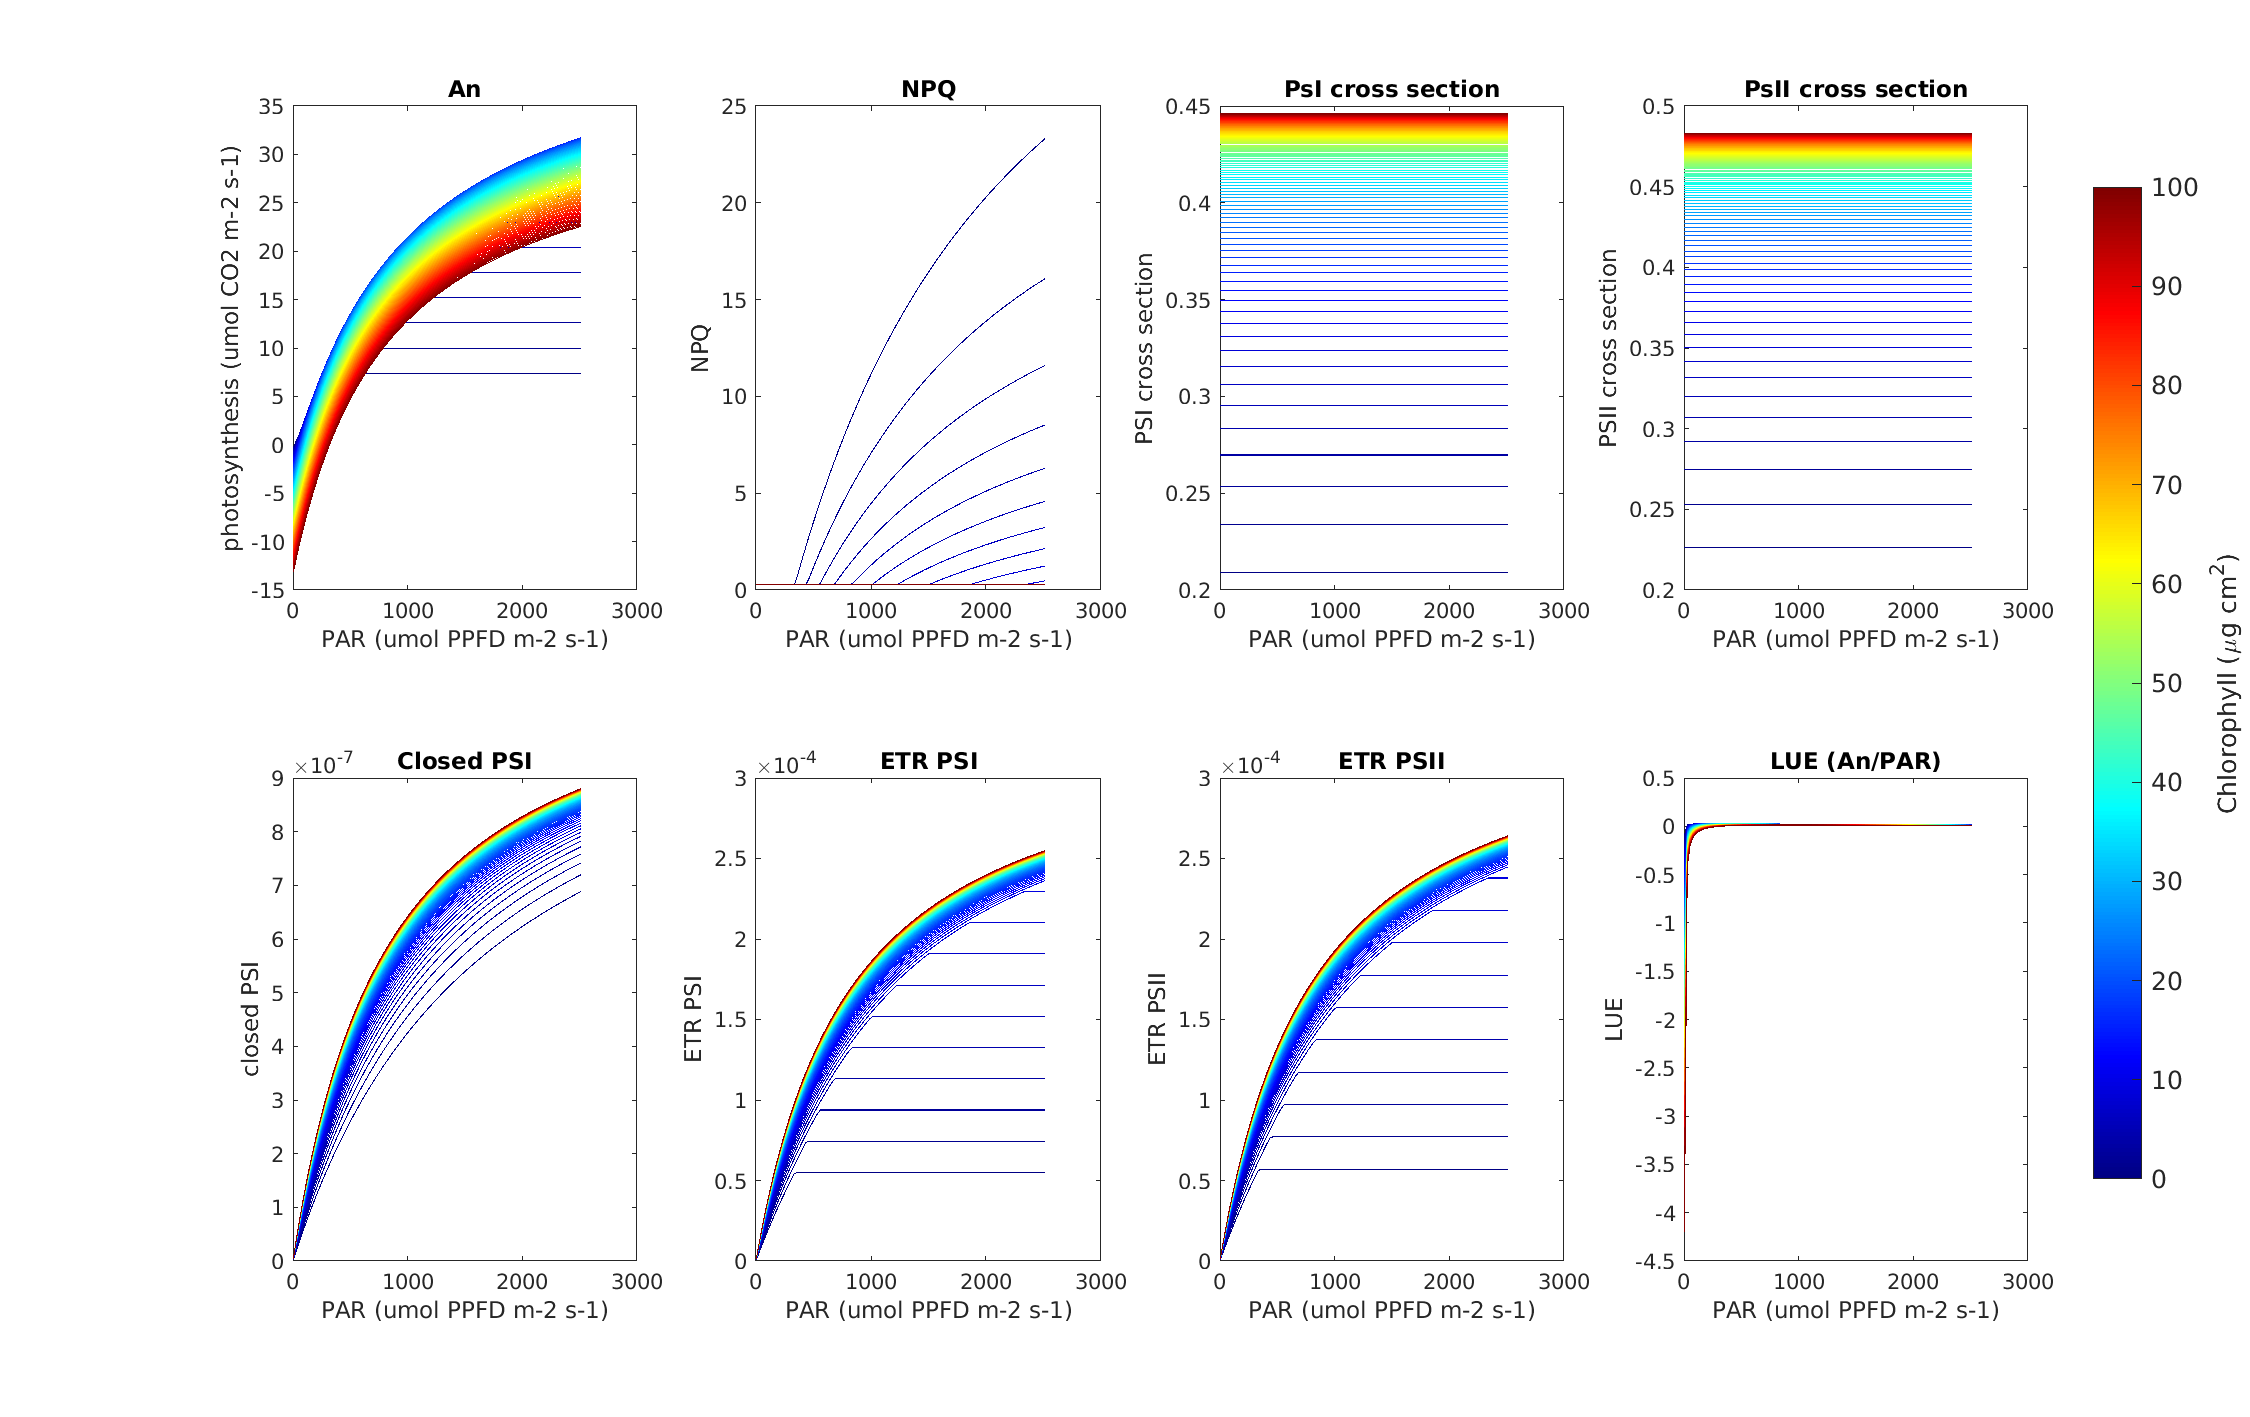 An
35
30
25
20
15
10
5
0
-5
-10
-15
0 1000 2000 3000
photosynthesis (umol CO2 m-2 s-1)
PAR (umol PPFD m-2 s-1)
NPQ
25
20
15
10
5
0
0 1000 2000 3000
NPQ
PAR (umol PPFD m-2 s-1)
PsI cross section
0.45
0.4
0.35
0.3
0.25
0.2
0 1000 2000 3000
PSI cross section
PAR (umol PPFD m-2 s-1)
PsII cross section
0.5
0.45
0.4
0.35
0.3
0.25
0.2
0 1000 2000 3000
PSII cross section
PAR (umol PPFD m-2 s-1)
Closed PSI
×10-7
9
8
7
6
5
4
3
2
1
0
0 1000 2000 3000
closed PSI
PAR (umol PPFD m-2 s-1)
ETR PSI
×10-4
3
2.5
2
1.5
1
0.5
0
0 1000 2000 3000
ETR PSI
PAR (umol PPFD m-2 s-1)
ETR PSII
×10-4
3
2.5
2
1.5
1
0.5
0
0 1000 2000 3000
ETR PSII
PAR (umol PPFD m-2 s-1)
LUE (An/PAR)
0.5
0
-0.5
-1
-1.5
-2
-2.5
-3
-3.5
-4
-4.5
0 1000 2000 3000
LUE
PAR (umol PPFD m-2 s-1)
100
90
80
70
60
50
40
30
20
10
0
Chlorophyll (μg cm2)